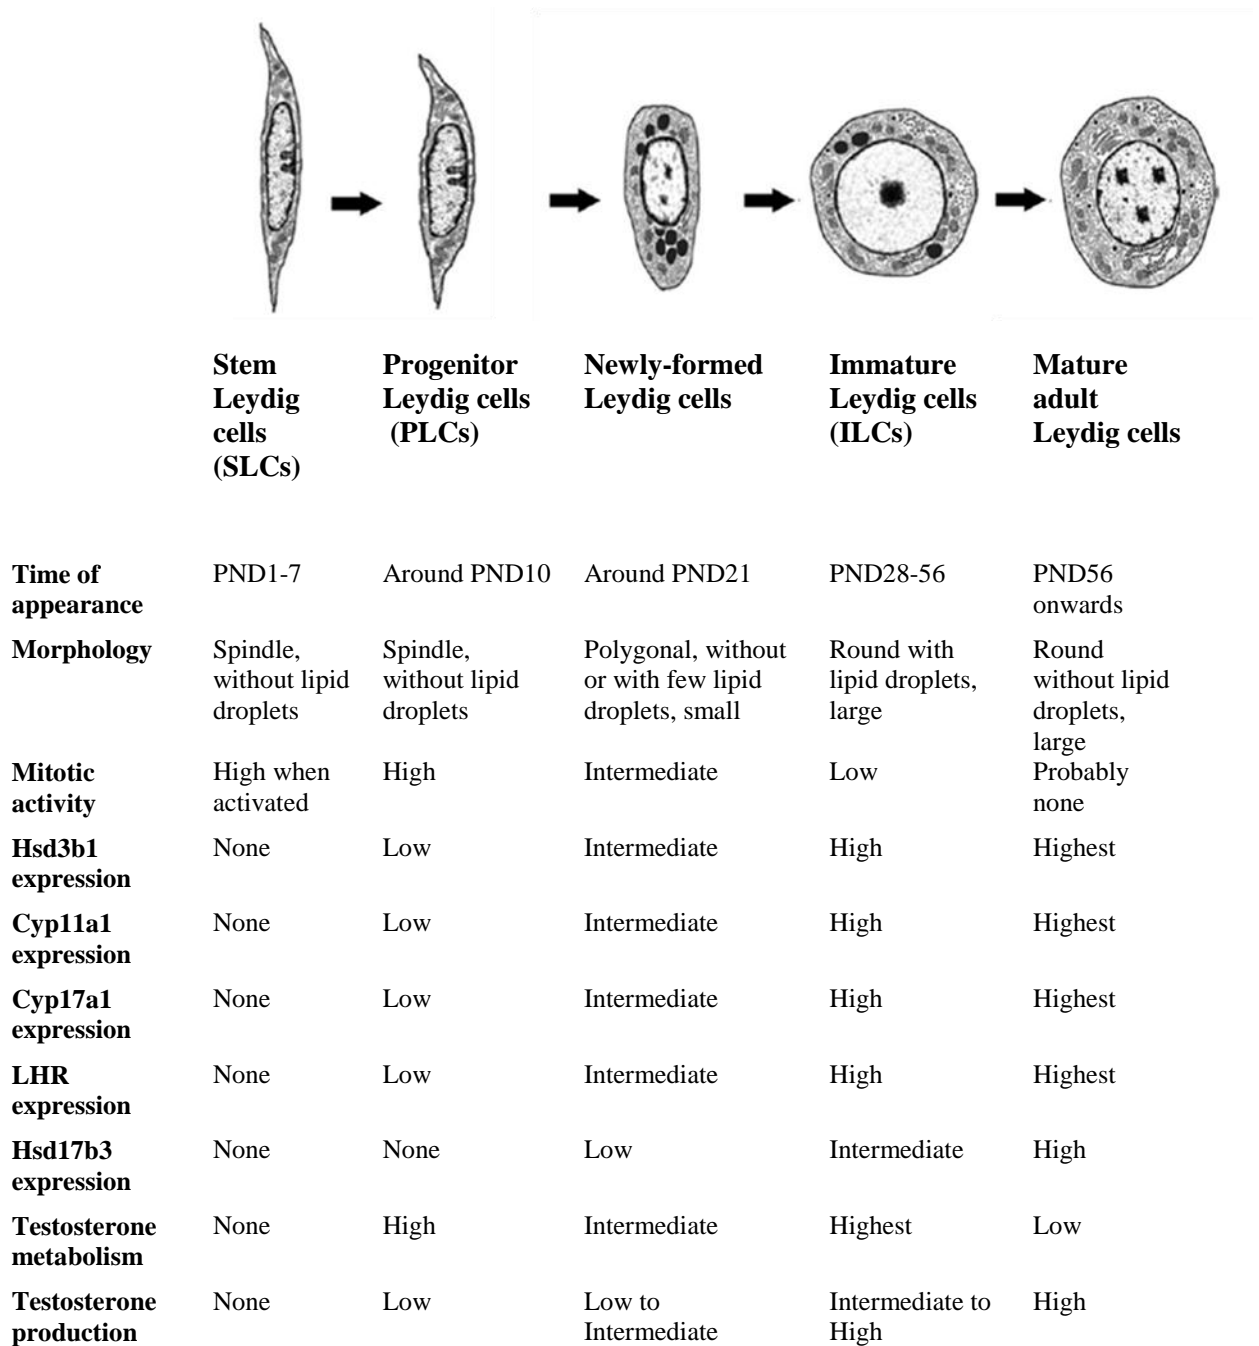 Stem Leydig cells (SLCs)
Progenitor Leydig cells (PLCs)
Newly-formed Leydig cells
Immature Leydig cells (ILCs)
Mature adult Leydig cells
Time of appearance
PND1-7
Around PND10
Around PND21
PND28-56
PND56 onwards
Morphology
Spindle, without lipid droplets
Spindle, without lipid droplets
Polygonal, without or with few lipid droplets, small
Round with lipid droplets, large
Round without lipid droplets, large
Mitotic activity
High when activated
High
Intermediate
Low
Probably none
Hsd3b1 expression
None
Low
Intermediate
High
Highest
Cyp11a1 expression
None
Low
Intermediate
High
Highest
Cyp17a1 expression
None
Low
Intermediate
High
Highest
LHR expression
None
Low
Intermediate
High
Highest
Hsd17b3 expression
None
None
Low
Intermediate
High
Testosterone metabolism
None
High
Intermediate
Highest
Low
Testosterone production
None
Low
Low to Intermediate
Intermediate to High
High